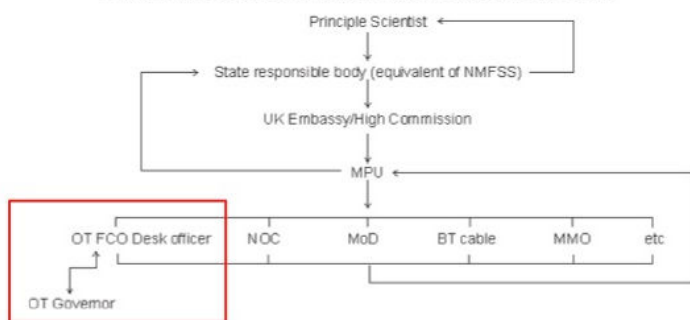 Principle Scientist
State responsible body (equivalent of NMFSS)
UK Embassy/High Commission
MPU
OT FCO Desk officer NOC MoD BT cable MMO etc
OT Governor